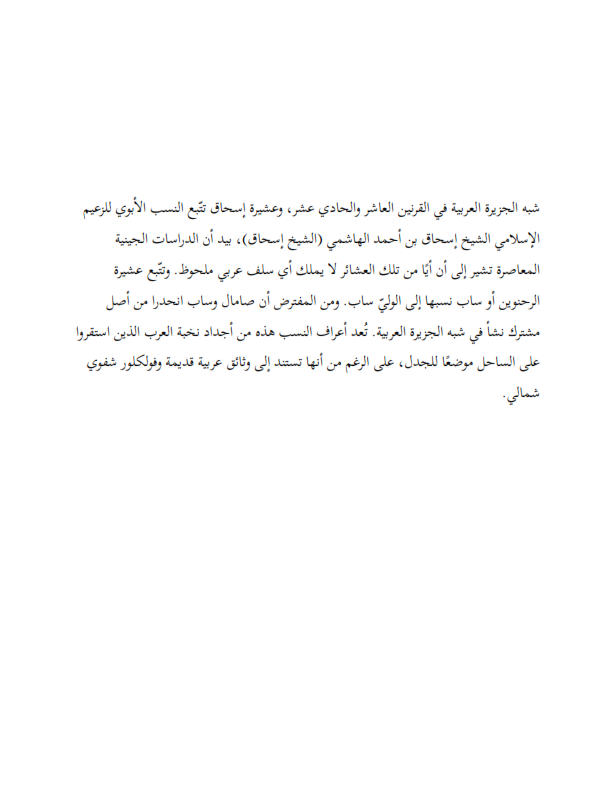 شبه الجزيرة العربية في القرنين العاشر والحادي عشر، وعشيرة إسحاق تتّبع النسب الأبوي للزعيم
الإسلامي الشيخ إسحاق بن أحمد الهاشمي (الشيخ إسحاق)، بيد أن الدراسات الجينية
المعاصرة تشير إلى أن أيًا من تلك العشائر لا يملك أي سلف عربي ملحوظ. وتتّبع عشيرة
الرحنوين أو ساب نسبها إلى الوليّ ساب. ومن المفترض أن صامال وساب انحدرا من أصل
مشترك نشأ في شبه الجزيرة العربية. تُعد أعراف النسب هذه من أجداد نخبة العرب الذين استقروا
على الساحل موضعًا للجدل، على الرغم من أنها تستند إلى وثائق عربية قديمة وفولكلور شفوي
شمالي.